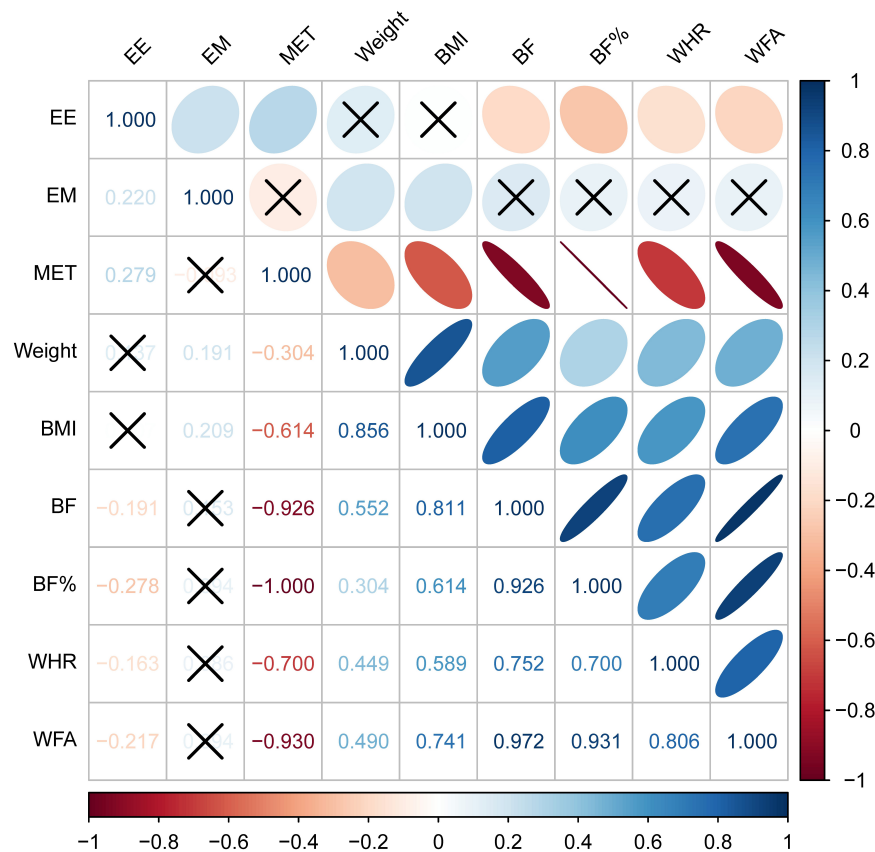 EE EM MET Weight BMI BF BF% WHR WFA
EE 1.000 1
EM 0.220 1.000 0.8
MET 0.279 1.000 0.6
Weight 0.191 −0.304 1.000 0.4
0.2
BMI 0.209 −0.614 0.856 1.000 0
BF −0.191 −0.926 0.552 0.811 1.000 −0.2
BF% −0.278 −1.000 0.304 0.614 0.926 1.000 −0.4
WHR −0.163 −0.700 0.449 0.589 0.752 0.700 1.000 −0.6
WFA −0.217 −0.930 0.490 0.741 0.972 0.931 0.806 1.000 −0.8
−1
−1 −0.8 −0.6 −0.4 −0.2 0 0.2 0.4 0.6 0.8 1